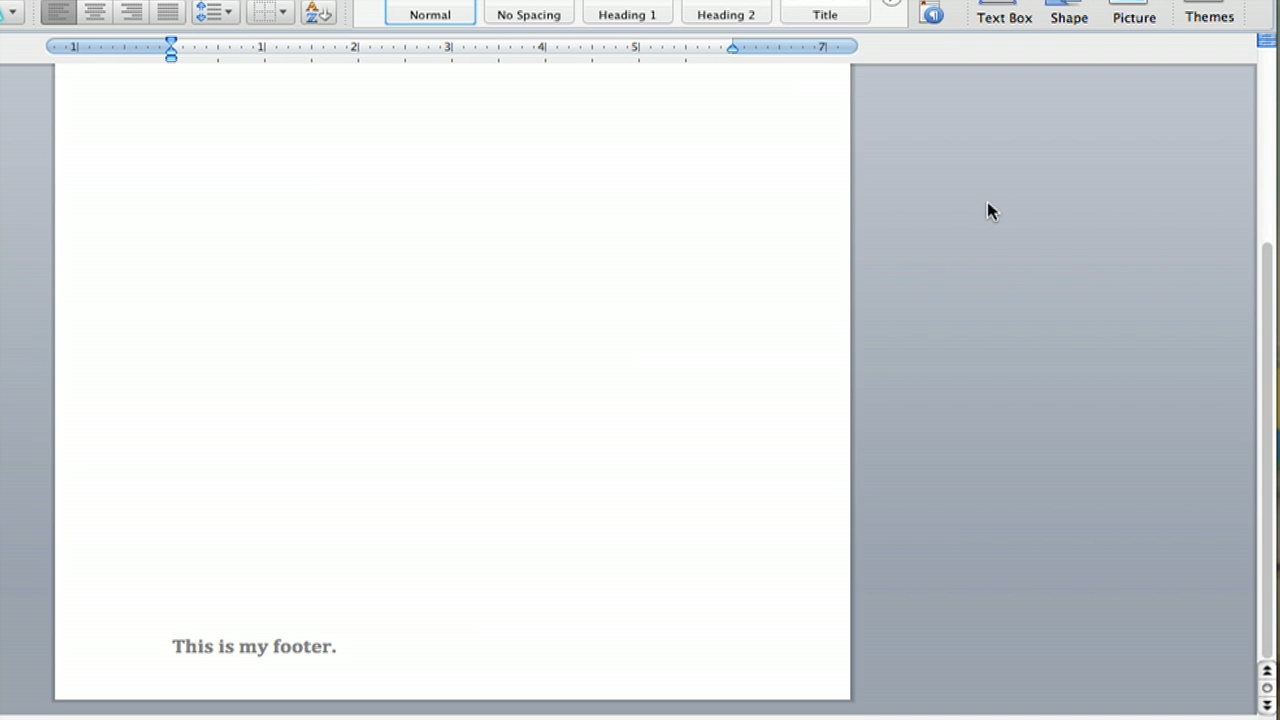 Normal
No Spacing
Heading 1
Heading 2
Title
Text Box
Shape
Picture
Themes
1 1 2 3 4 5 7
This is my footer.